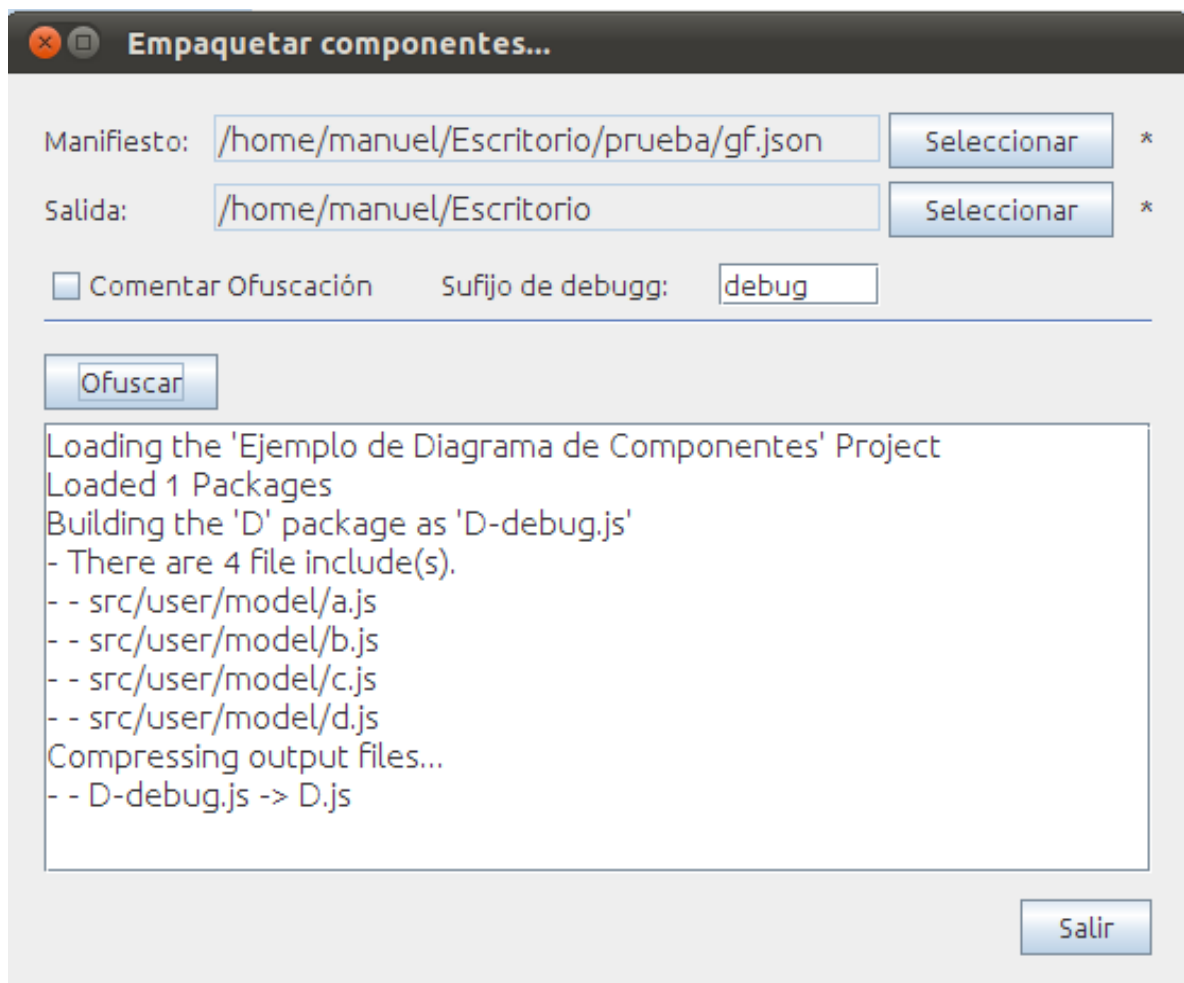 Empaquetar componentes...
Manifiesto: /home/manuel/Escritorio/prueba/gf.json Seleccionar *
Salida: /home/manuel/Escritorio Seleccionar *
Comentar Ofuscación Sufijo de debugg: debug
Ofuscar
Loading the 'Ejemplo de Diagrama de Componentes' Project
Loaded 1 Packages
Building the 'D' package as 'D-debug.js'
- There are 4 file include(s).
- - src/user/model/a.js
- - src/user/model/b.js
- - src/user/model/c.js
- - src/user/model/d.js
Compressing output files...
- - D-debug.js -> D.js
Salir